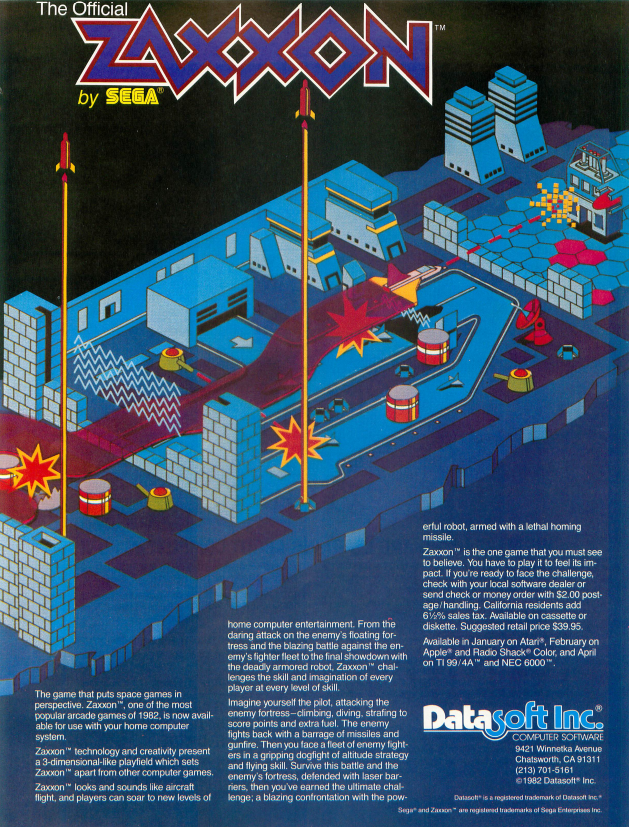 The Official
ZAXXON™
by SEGA®
The game that puts space games in
perspective. Zaxxon™, one of the most
popular arcade games of 1982, is now avail-
able for use with your home computer
system.
Zaxxon™ technology and creativity present
a 3-dimensional-like playfield which sets
Zaxxon™ apart from other computer games.
Zaxxon™ looks and sounds like aircraft
flight, and players can soar to new levels of
home computer entertainment. From the
daring attack on the enemy's floating for-
tress and the blazing battle against the en-
emy's fighter fleet to the final showdown with
the deadly armored robot, Zaxxon™ chal-
lenges the skill and imagination of every
player at every level of skill.
Imagine yourself the pilot, attacking the
enemy fortress–climbing, diving, strafing to
score points and extra fuel. The enemy
fights back with a barrage of missiles and
gunfire. Then you face a fleet of enemy fight-
ers in a gripping dogfight of altitude strategy
and flying skill. Survive this battle and the
enemy's fortress, defended with laser bar-
riers, then you've earned the ultimate chal-
lenge; a blazing confrontation with the pow-
erful robot, armed with a lethal homing
missile.
Zaxxon™ is the one game that you must see
to believe. You have to play it to feel its im-
pact. If you're ready to face the challenge,
check with your local software dealer or
send check or money order with $2.00 post-
age/handling. California residents add
6½% sales tax. Available on cassette or
diskette. Suggested retail price $39.95.
Available in January on Atari®, February on
Apple® and Radio Shack® Color, and April
on TI 99/4A™ and NEC 6000™.
Datasoft Inc.®
COMPUTER SOFTWARE
9421 Winnetka Avenue
Chatsworth, CA 91311
(213) 701-5161
©1982 Datasoft® Inc.
Datasoft® is a registered trademark of Datasoft Inc.®
Sega® and Zaxxon™ are registered trademarks of Sega Enterprises Inc.